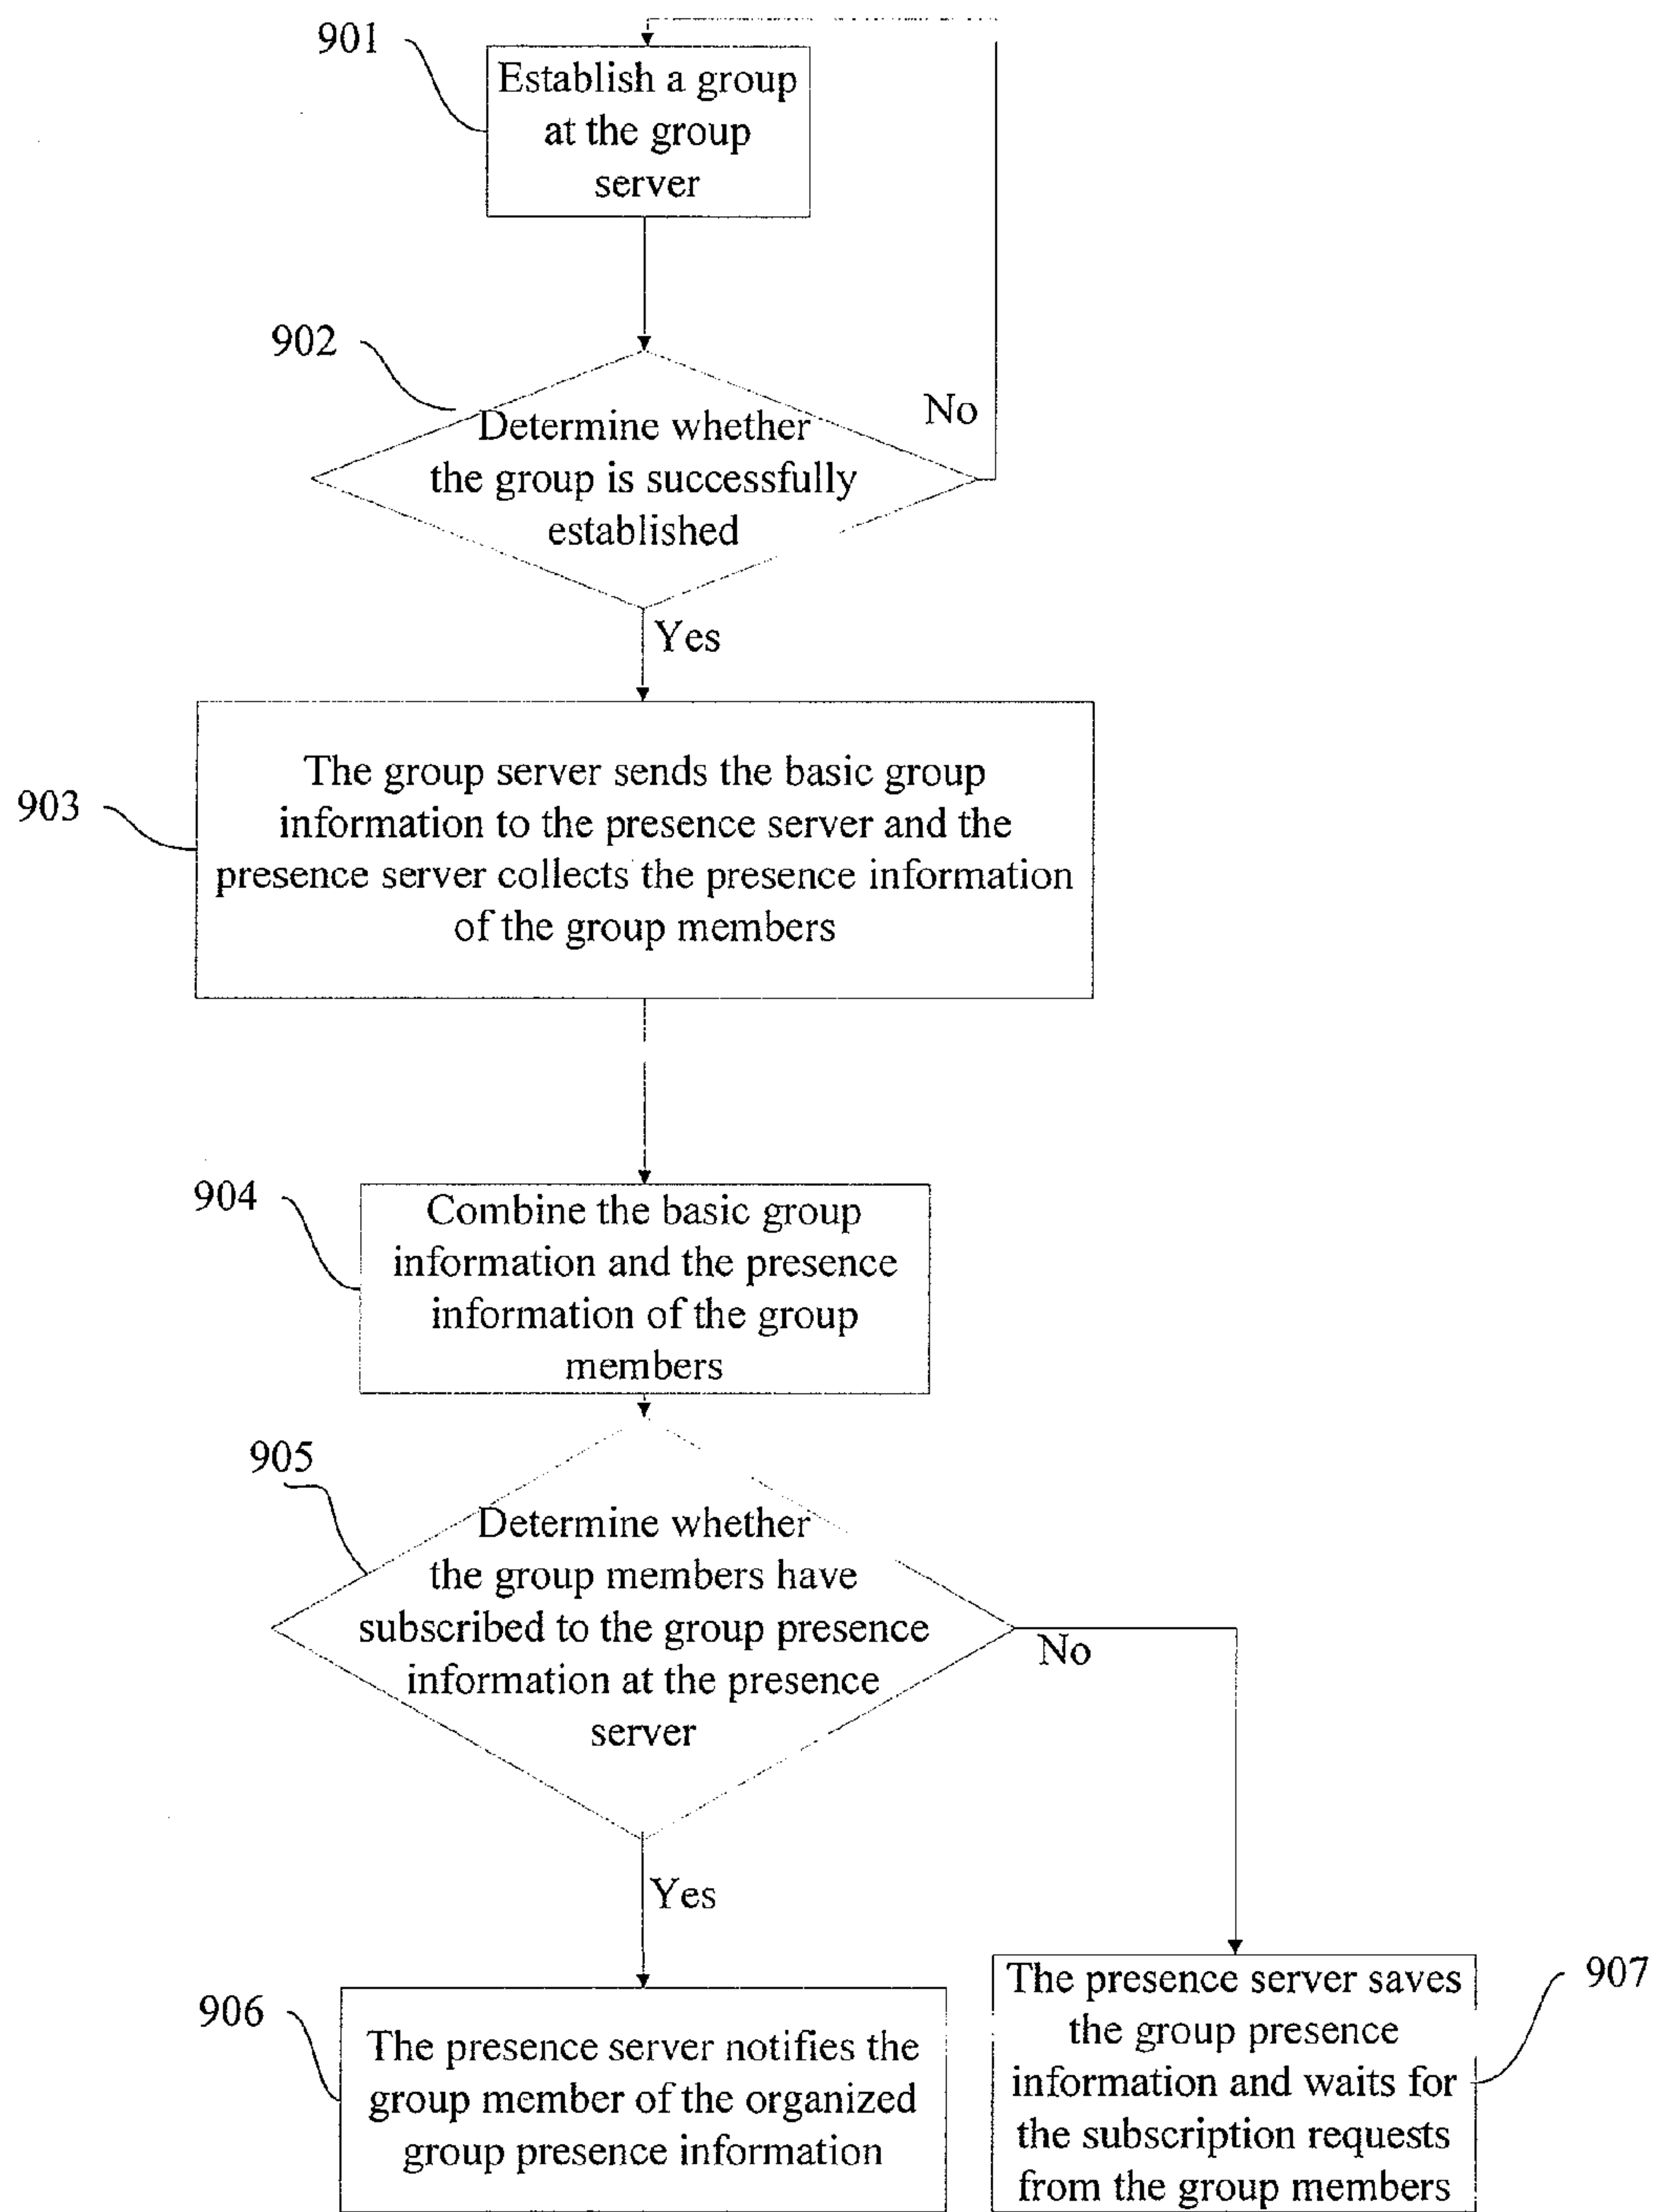 901
Establish a group
at the group
server
902
Determine whether
the group is successfully
established
No
Yes
903
The group server sends the basic group
information to the presence server and the
presence server collects the presence information
of the group members
904
Combine the basic group
information and the presence
information of the group
members
905
Determine whether
the group members have
subscribed to the group presence
information at the presence
server
No
Yes
906
The presence server notifies the
group member of the organized
group presence information
The presence server saves
the group presence
information and waits for
the subscription requests
from the group members
907